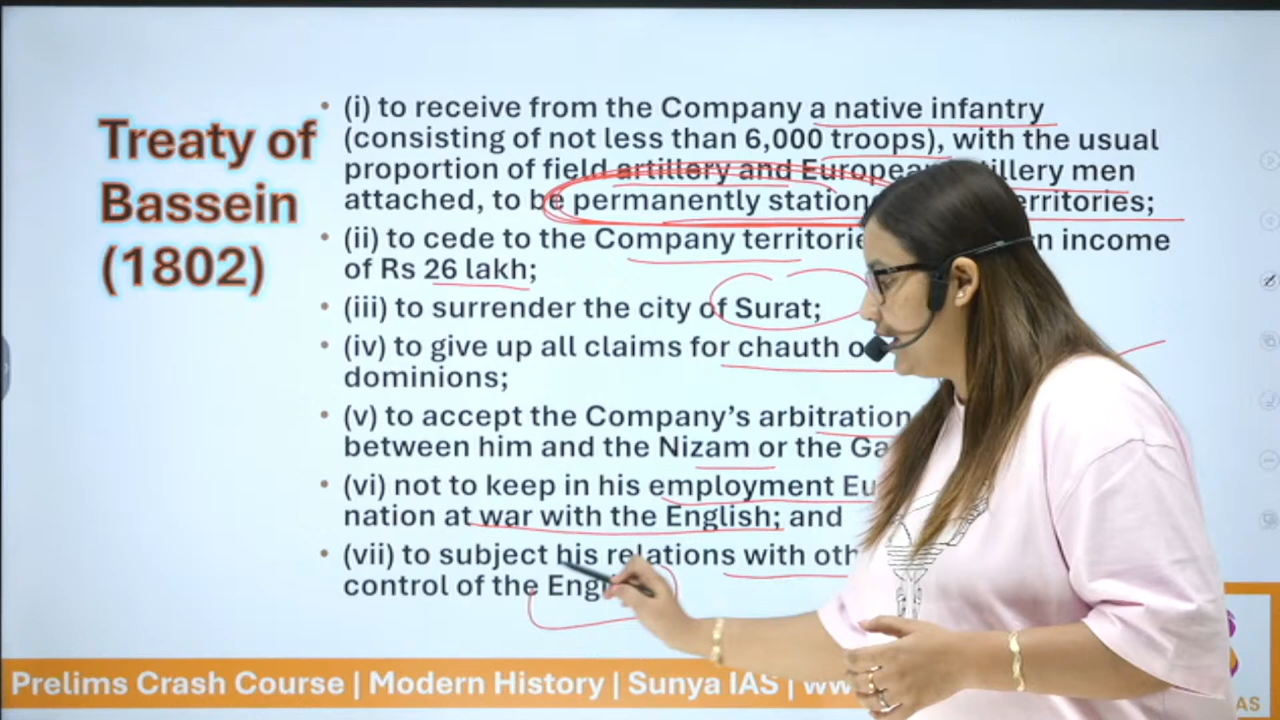 Treaty of
Bassein
(1802)
• (i) to receive from the Company a native infantry
(consisting of not less than 6,000 troops), with the usual
proportion of field artillery and European men
attached, to be permanently
• (ii) to cede to the Company income
of Rs 26 lakh;
• (iii) to surrender the city of Surat;
• (iv) to give up all claims for chauth
dominions;
• (v) to accept the Company’s arbitration
between him and the Nizam or the
• (vi) not to keep in his employment
nation at war with the English; and
• (vii) to subject his relations with
control of the
Prelims Crash Course | Modern History | Sunya IAS |
AS